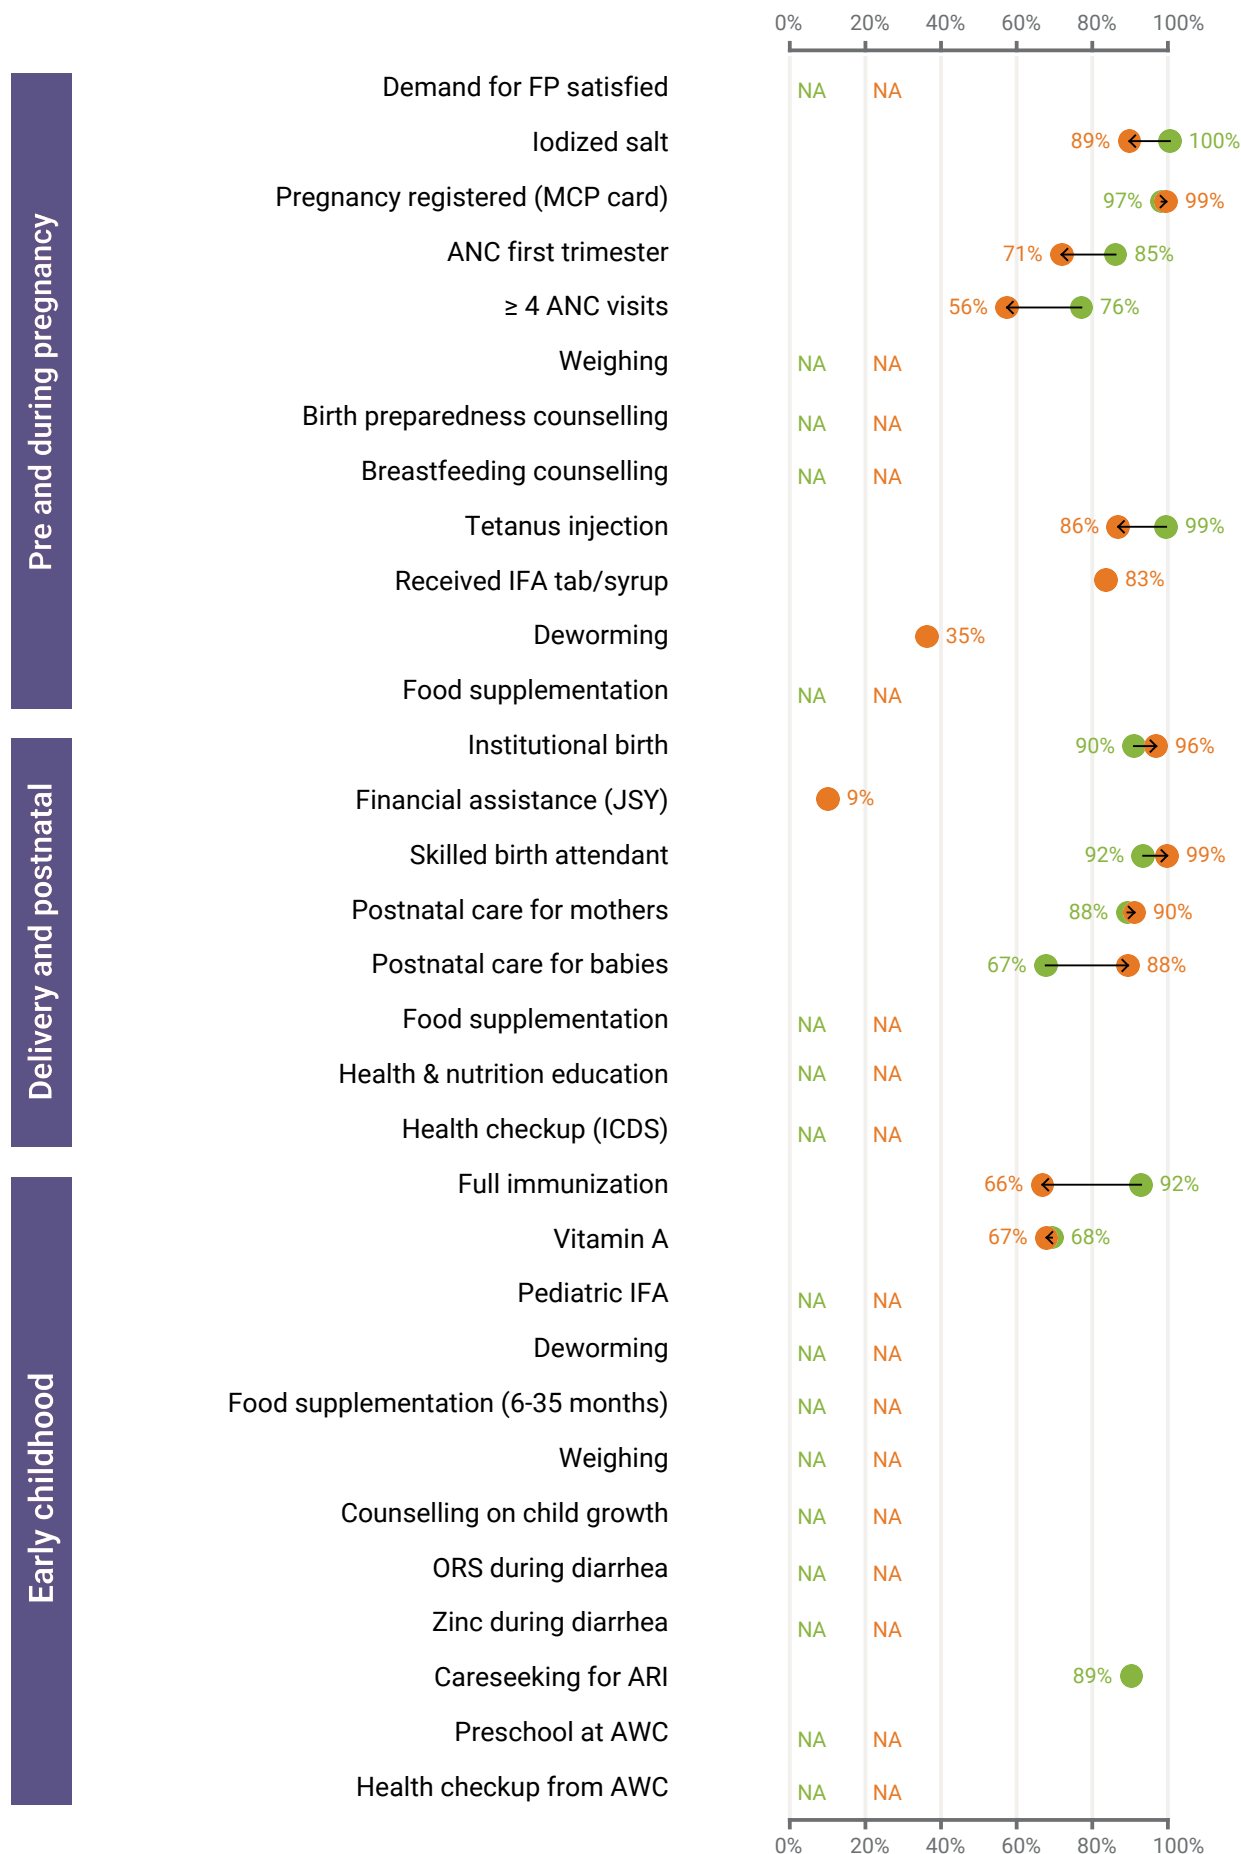 0% 20% 40% 60% 80% 100%
Pre and during pregnancy
Demand for FP satisfied NA NA
Iodized salt 89% 100%
Pregnancy registered (MCP card) 97% 99%
ANC first trimester 71% 85%
≥ 4 ANC visits 56% 76%
Weighing NA NA
Birth preparedness counselling NA NA
Breastfeeding counselling NA NA
Tetanus injection 86% 99%
Received IFA tab/syrup 83%
Deworming 35%
Food supplementation NA NA
Delivery and postnatal
Institutional birth 90% 96%
Financial assistance (JSY) 9%
Skilled birth attendant 92% 99%
Postnatal care for mothers 88% 90%
Postnatal care for babies 67% 88%
Food supplementation NA NA
Health & nutrition education NA NA
Health checkup (ICDS) NA NA
Early childhood
Full immunization 66% 92%
Vitamin A 67% 68%
Pediatric IFA NA NA
Deworming NA NA
Food supplementation (6-35 months) NA NA
Weighing NA NA
Counselling on child growth NA NA
ORS during diarrhea NA NA
Zinc during diarrhea NA NA
Careseeking for ARI 89%
Preschool at AWC NA NA
Health checkup from AWC NA NA
0% 20% 40% 60% 80% 100%